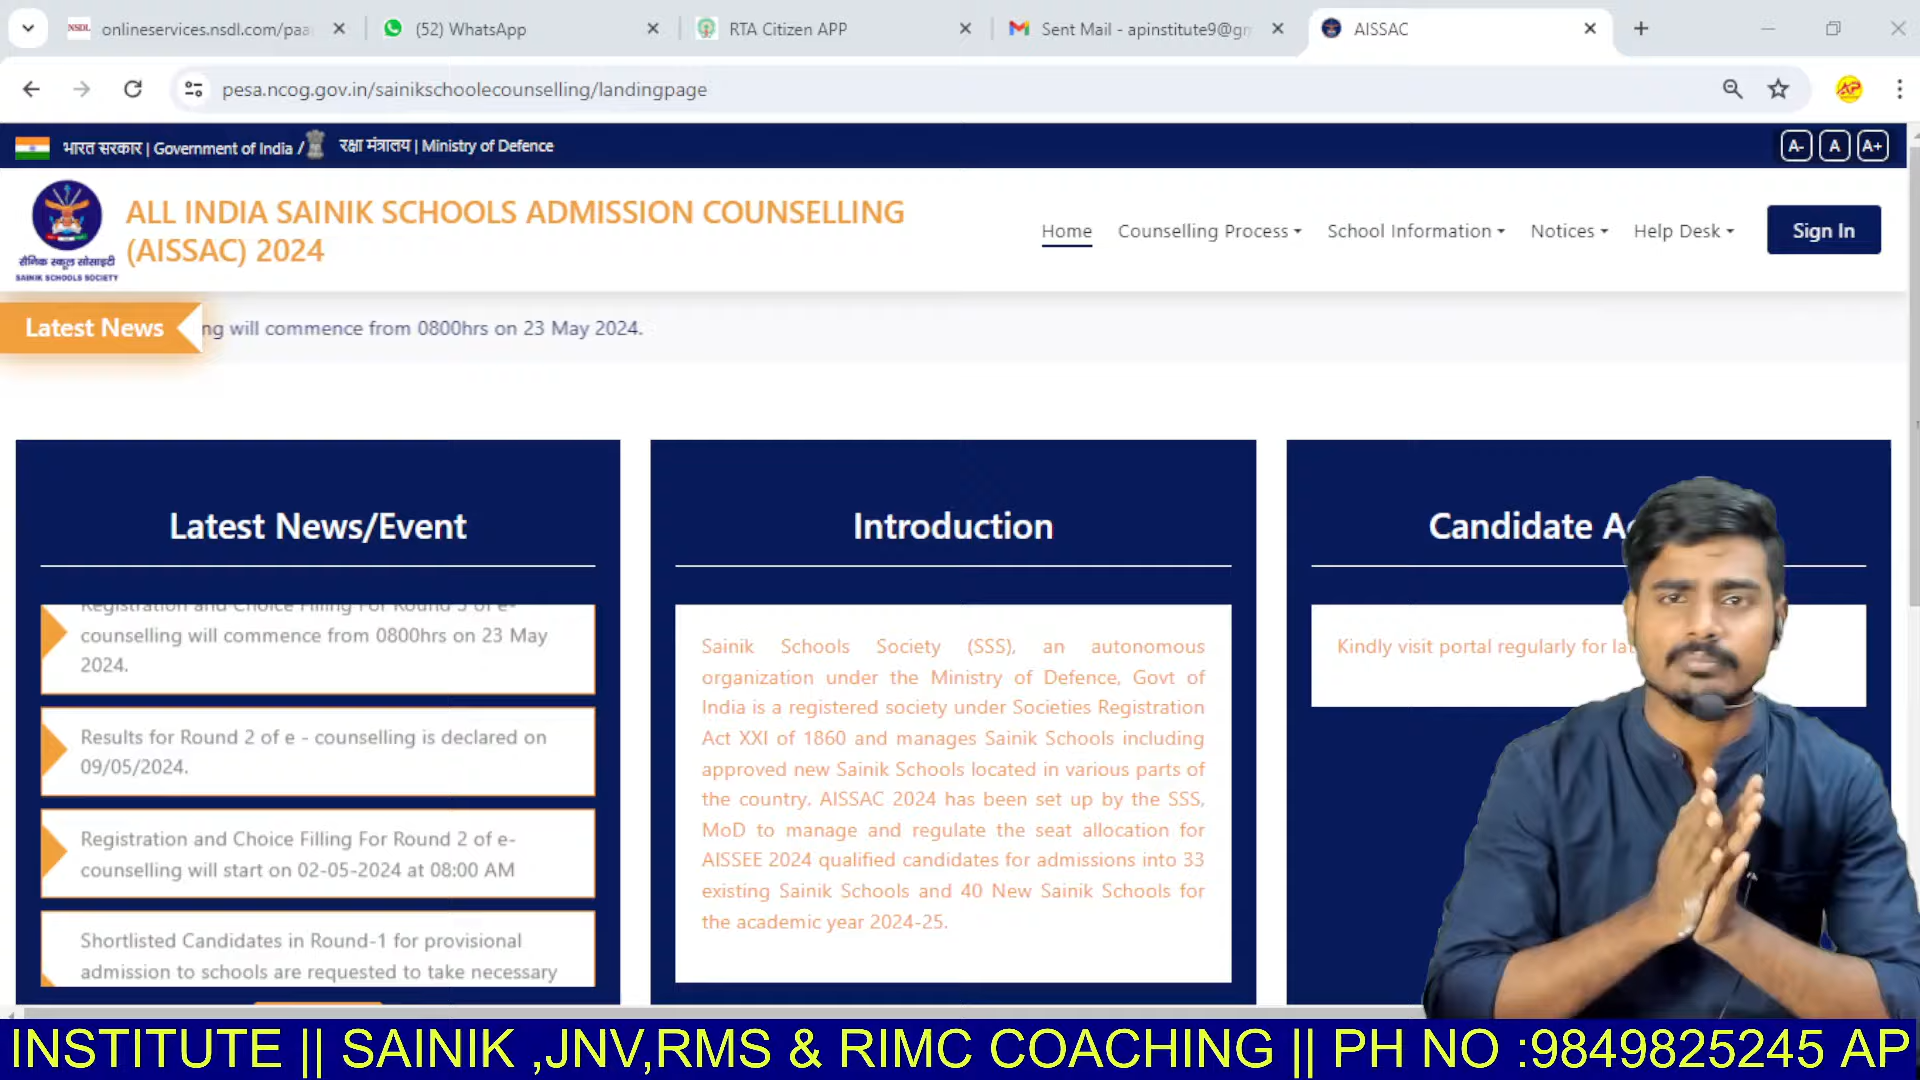 NSDL onlineservices.nsdl.com/paa
(52) WhatsApp
RTA Citizen APP
Sent Mail - apinstitute9@gm
AISSAC
pesa.ncog.gov.in/sainikschoolecounselling/landingpage
AP
भारत सरकार | Government of India / रक्षा मंत्रालय | Ministry of Defence
A- A A+
ALL INDIA SAINIK SCHOOLS ADMISSION COUNSELLING
(AISSAC) 2024
सैनिक स्कूल सोसाइटी
SAINIK SCHOOLS SOCIETY
Home Counselling Process School Information Notices Help Desk Sign In
Latest News ng will commence from 0800hrs on 23 May 2024.
Latest News/Event
Registration and Choice Filling For Round 3 of e-
counselling will commence from 0800hrs on 23 May
2024.
Results for Round 2 of e - counselling is declared on
09/05/2024.
Registration and Choice Filling For Round 2 of e-
counselling will start on 02-05-2024 at 08:00 AM
Shortlisted Candidates in Round-1 for provisional
admission to schools are requested to take necessary
Introduction
Sainik Schools Society (SSS), an autonomous
organization under the Ministry of Defence, Govt of
India is a registered society under Societies Registration
Act XXI of 1860 and manages Sainik Schools including
approved new Sainik Schools located in various parts of
the country. AISSAC 2024 has been set up by the SSS,
MoD to manage and regulate the seat allocation for
AISSEE 2024 qualified candidates for admissions into 33
existing Sainik Schools and 40 New Sainik Schools for
the academic year 2024-25.
Candidate A
Kindly visit portal regularly for lat
INSTITUTE || SAINIK ,JNV,RMS & RIMC COACHING || PH NO :9849825245 AP